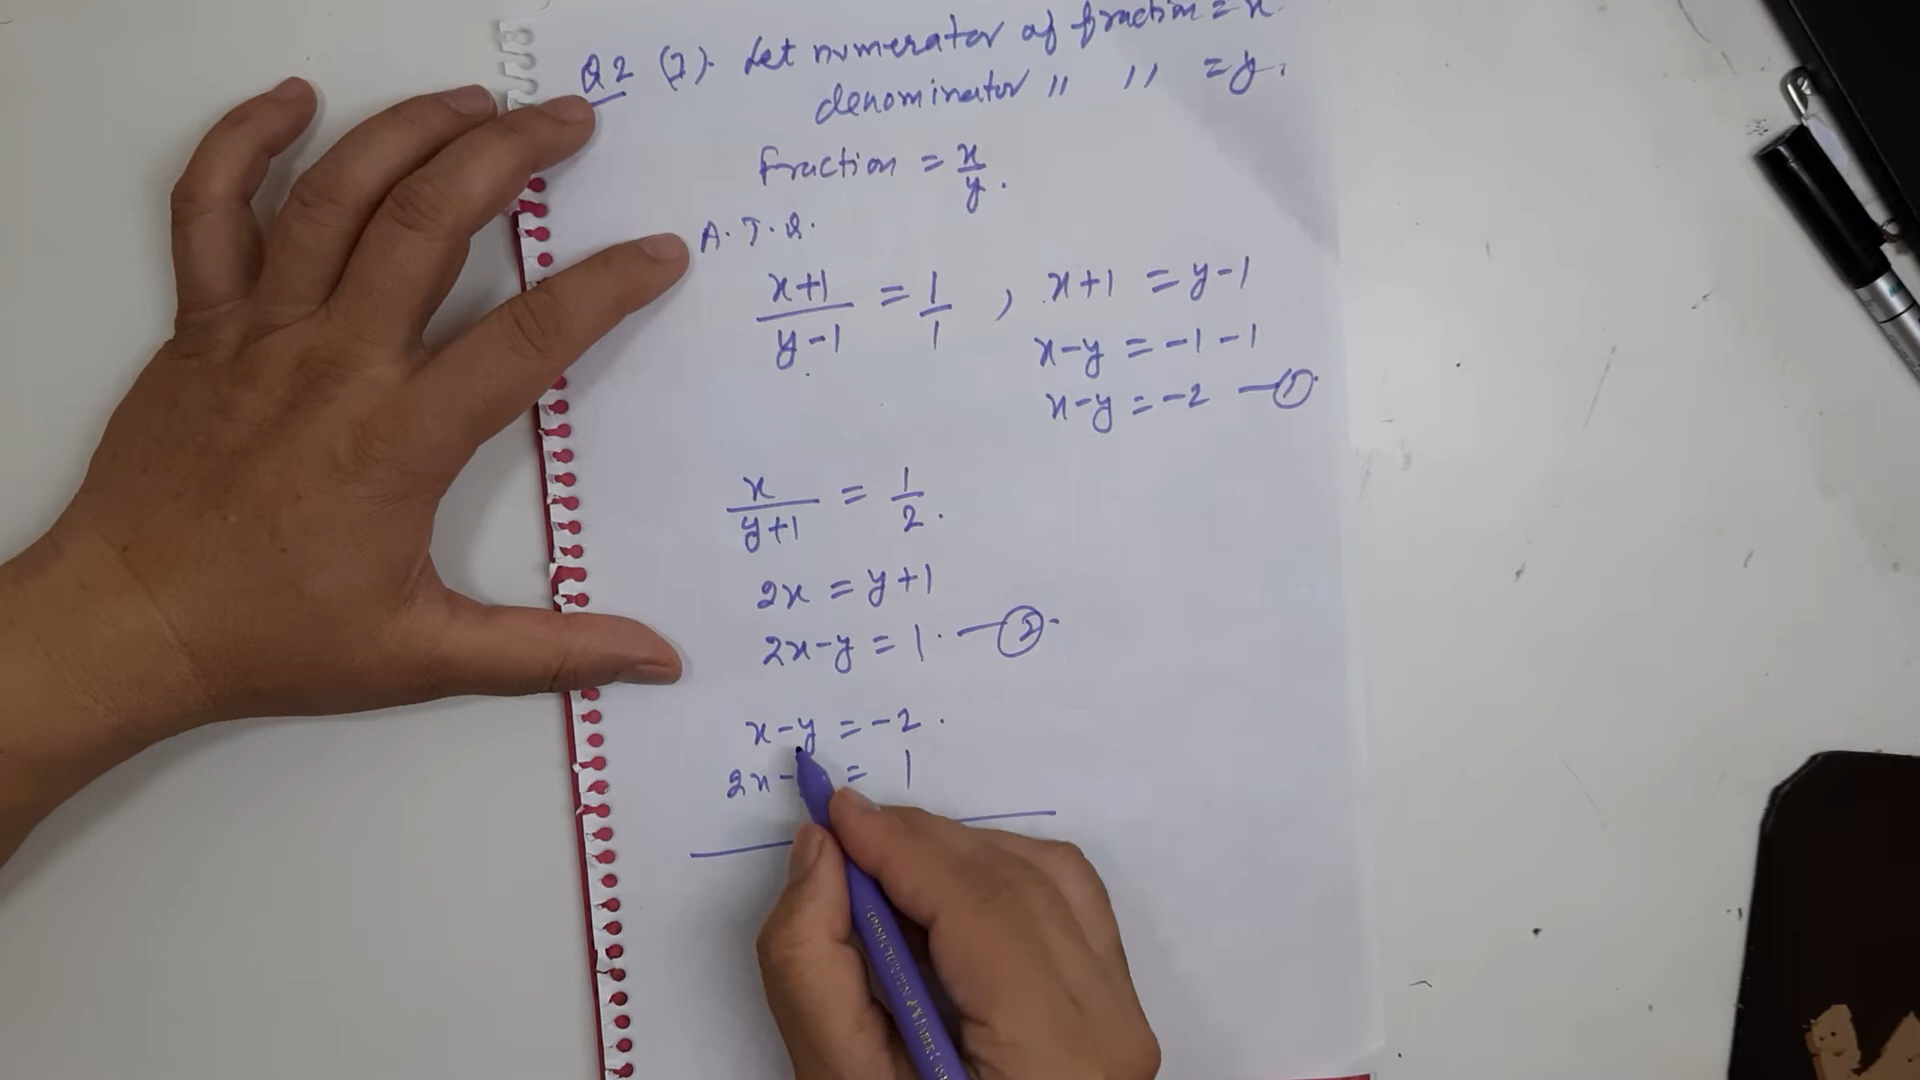 Q2 (I). Let numerator of fraction = x
denominator " " = y.
Fraction = x/y.
A.T.Q.
x+1/y-1 = 1/1 , x+1 = y-1
x-y = -1-1
x-y = -2 —①.
x/y+1 = 1/2.
2x = y+1
2x-y = 1. —②.
x-y = -2.
2x- = 1